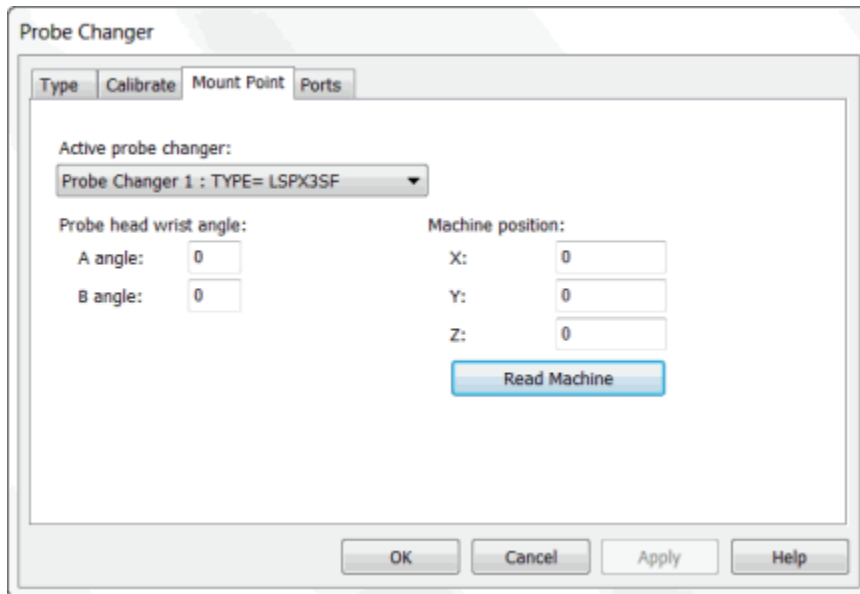 Probe Changer
Type Calibrate Mount Point Ports
Active probe changer:
Probe Changer 1 : TYPE= LSPX3SF
Probe head wrist angle: Machine position:
A angle: 0 X: 0
B angle: 0 Y: 0
Z: 0
Read Machine
OK Cancel Apply Help